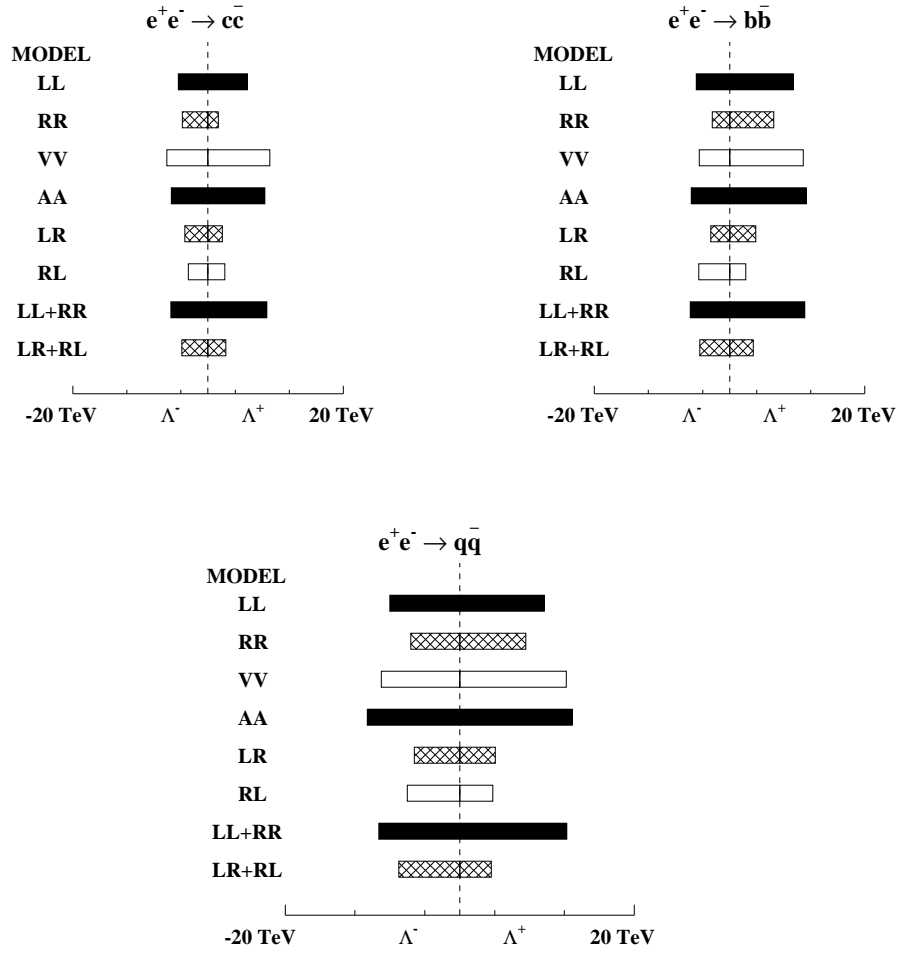 e⁺e⁻ → cc̄
MODEL
LL
RR
VV
AA
LR
RL
LL+RR
LR+RL
-20 TeV Λ⁻ Λ⁺ 20 TeV
e⁺e⁻ → bb̄
MODEL
LL
RR
VV
AA
LR
RL
LL+RR
LR+RL
-20 TeV Λ⁻ Λ⁺ 20 TeV
e⁺e⁻ → qq̄
MODEL
LL
RR
VV
AA
LR
RL
LL+RR
LR+RL
-20 TeV Λ⁻ Λ⁺ 20 TeV